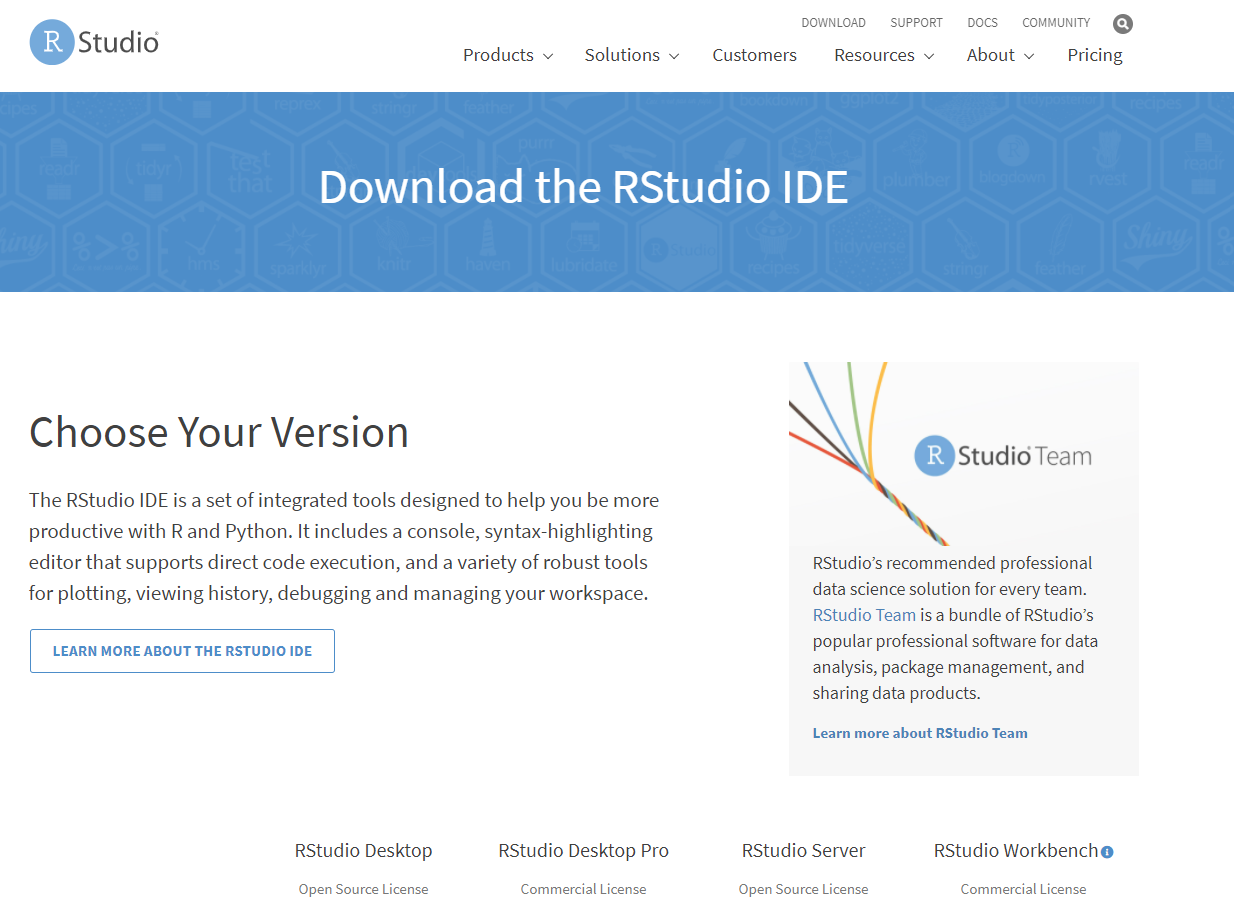 R Studio®
DOWNLOAD SUPPORT DOCS COMMUNITY
Products Solutions Customers Resources About Pricing
reprex stringr feather bookdown ggplot2 recipes
readr tidyr test that purrr plumber R blogdown rvest readr
Download the RStudio IDE
Shiny hms sparklyr knitr haven 18 lubridate R Studio recipes tidyverse stringr feather Shiny
Choose Your Version
The RStudio IDE is a set of integrated tools designed to help you be more
productive with R and Python. It includes a console, syntax-highlighting
editor that supports direct code execution, and a variety of robust tools
for plotting, viewing history, debugging and managing your workspace.
LEARN MORE ABOUT THE RSTUDIO IDE
R Studio® Team
RStudio’s recommended professional
data science solution for every team.
RStudio Team is a bundle of RStudio’s
popular professional software for data
analysis, package management, and
sharing data products.
Learn more about RStudio Team
RStudio Desktop RStudio Desktop Pro RStudio Server RStudio Workbench i
Open Source License Commercial License Open Source License Commercial License